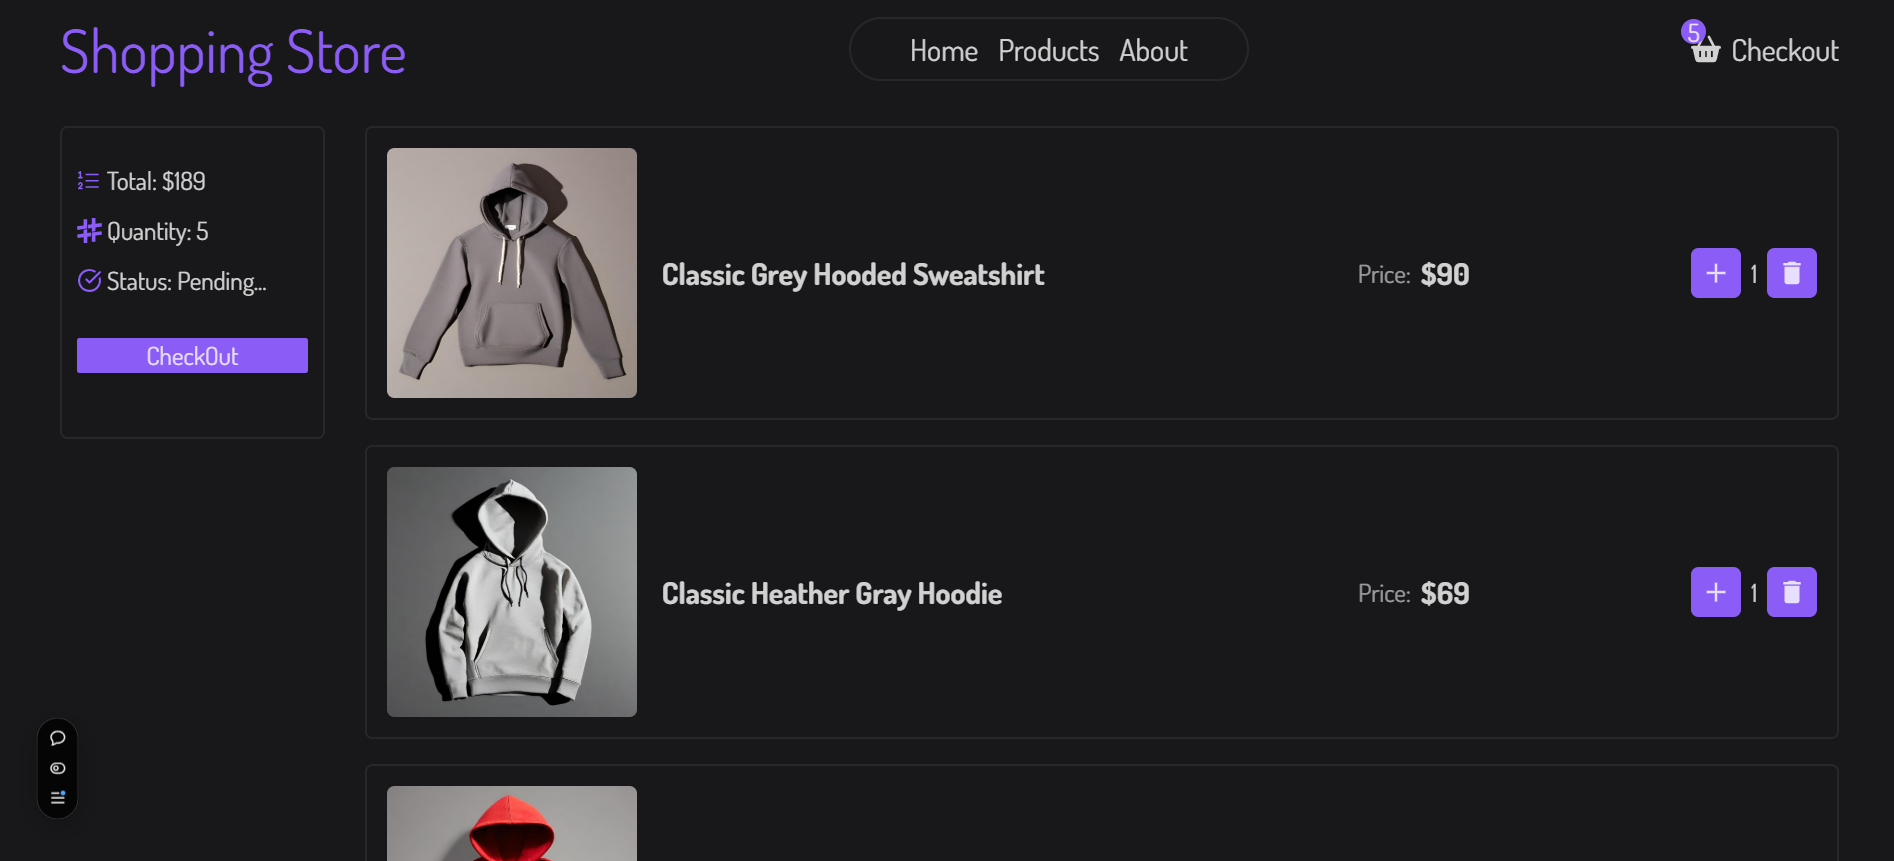 Shopping Store
Home Products About
5
Checkout
Total: $189
Quantity: 5
Status: Pending...
CheckOut
Classic Grey Hooded Sweatshirt
Price: $90
1
Classic Heather Gray Hoodie
Price: $69
1